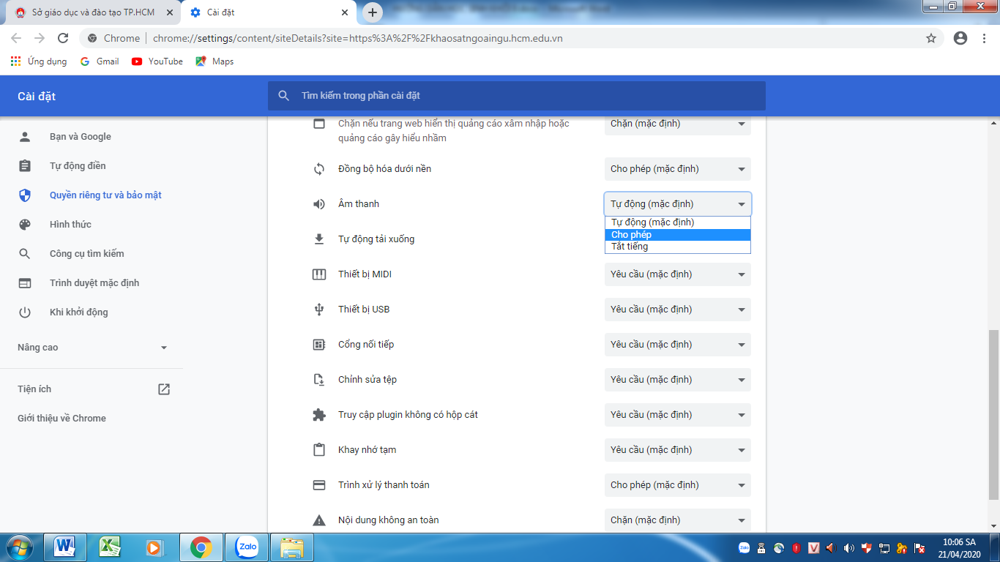 Sở giáo dục và đào tạo TP.HCM
Cài đặt
Chrome
chrome://settings/content/siteDetails?site=https%3A%2F%2Fkhaosatngoaingu.hcm.edu.vn
Ứng dụng
Gmail
YouTube
Maps
Cài đặt
Tìm kiếm trong phần cài đặt
Bạn và Google
Tự động điền
Quyền riêng tư và bảo mật
Hình thức
Công cụ tìm kiếm
Trình duyệt mặc định
Khi khởi động
Nâng cao
Tiện ích
Giới thiệu về Chrome
Chặn nếu trang web hiển thị quảng cáo xâm nhập hoặc
quảng cáo gây hiểu nhầm
Chặn (mặc định)
Đồng bộ hóa dưới nền
Cho phép (mặc định)
Âm thanh
Tự động (mặc định)
Tự động (mặc định)
Cho phép
Tắt tiếng
Tự động tải xuống
Thiết bị MIDI
Yêu cầu (mặc định)
Thiết bị USB
Yêu cầu (mặc định)
Cổng nối tiếp
Yêu cầu (mặc định)
Chỉnh sửa tệp
Yêu cầu (mặc định)
Truy cập plugin không có hộp cát
Yêu cầu (mặc định)
Khay nhớ tạm
Yêu cầu (mặc định)
Trình xử lý thanh toán
Cho phép (mặc định)
Nội dung không an toàn
Chặn (mặc định)
Zalo
10:06 SA
21/04/2020